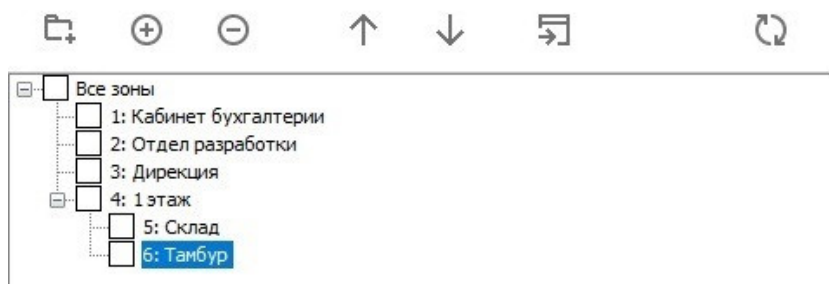 Все зоны
1: Кабинет бухгалтерии
2: Отдел разработки
3: Дирекция
4: 1 этаж
5: Склад
6: Тамбур